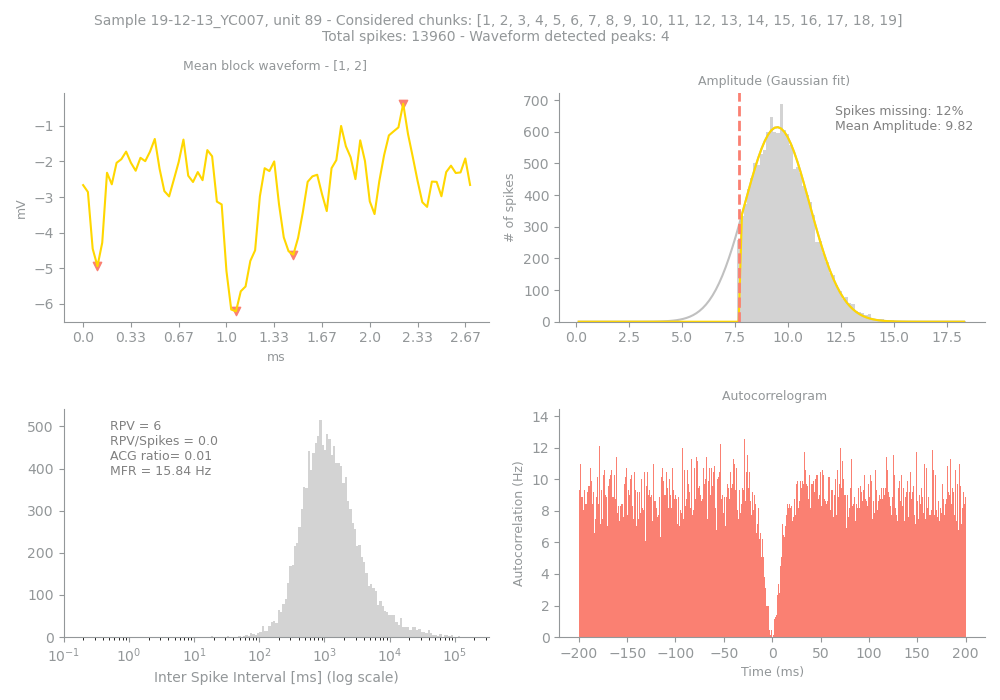 Sample 19-12-13_YC007, unit 89 - Considered chunks: [1, 2, 3, 4, 5, 6, 7, 8, 9, 10, 11, 12, 13, 14, 15, 16, 17, 18, 19]
Total spikes: 13960 - Waveform detected peaks: 4
Mean block waveform - [1, 2]
−1
−2
−3
−4
−5
−6
mV
0.0 0.33 0.67 1.0 1.33 1.67 2.0 2.33 2.67
ms
Amplitude (Gaussian fit)
Spikes missing: 12%
Mean Amplitude: 9.82
700
600
500
400
300
200
100
0
# of spikes
0.0 2.5 5.0 7.5 10.0 12.5 15.0 17.5
RPV = 6
RPV/Spikes = 0.0
ACG ratio= 0.01
MFR = 15.84 Hz
500
400
300
200
100
0
10−1 100 101 102 103 104 105
Inter Spike Interval [ms] (log scale)
Autocorrelogram
14
12
10
8
6
4
2
0
Autocorrelation (Hz)
−200 −150 −100 −50 0 50 100 150 200
Time (ms)